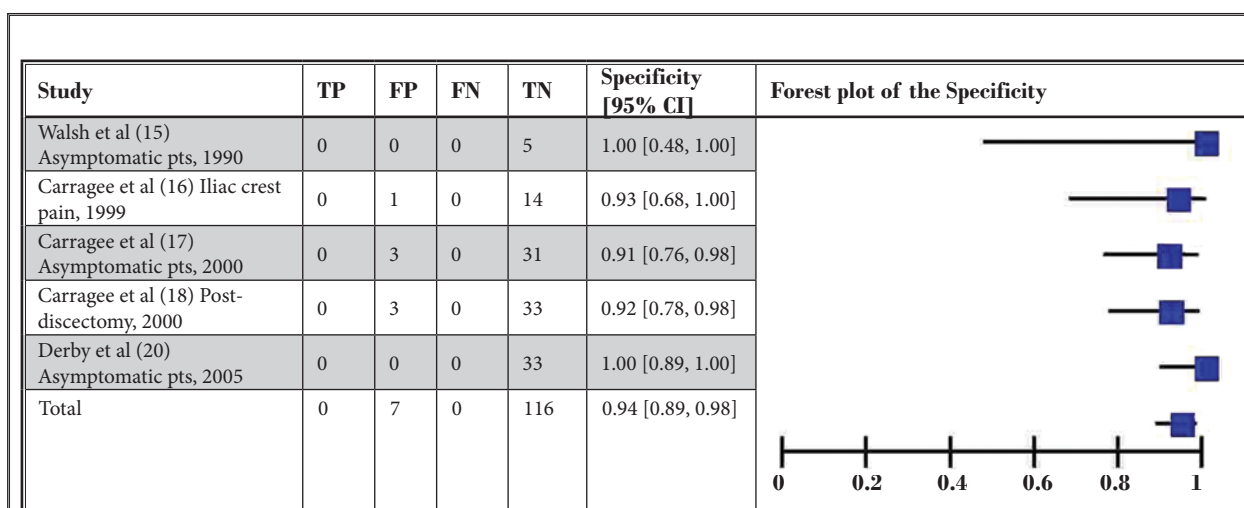 Study TP FP FN TN Specificity [95% CI] Forest plot of the Specificity
Walsh et al (15)
Asymptomatic pts, 1990 0 0 0 5 1.00 [0.48, 1.00]
Carragee et al (16) Iliac crest
pain, 1999 0 1 0 14 0.93 [0.68, 1.00]
Carragee et al (17)
Asymptomatic pts, 2000 0 3 0 31 0.91 [0.76, 0.98]
Carragee et al (18) Post-
discectomy, 2000 0 3 0 33 0.92 [0.78, 0.98]
Derby et al (20)
Asymptomatic pts, 2005 0 0 0 33 1.00 [0.89, 1.00]
Total 0 7 0 116 0.94 [0.89, 0.98]
0 0.2 0.4 0.6 0.8 1